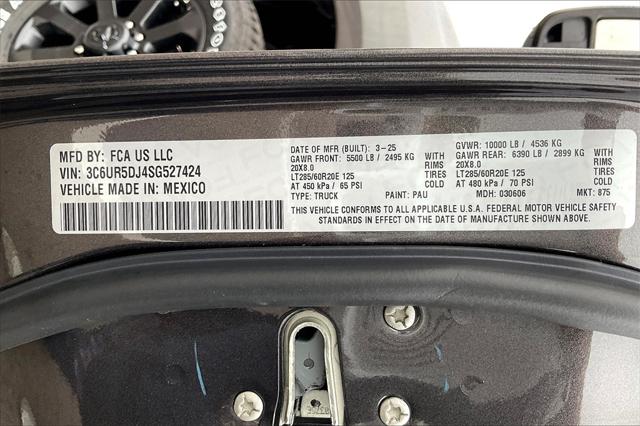 MFD BY: FCA US LLC
VIN: 3C6UR5DJ4SG527424
VEHICLE MADE IN: MEXICO
DATE OF MFR (BUILT): 3-25
GAWR FRONT: 5500 LB / 2495 KG WITH
20X8.0 RIMS
LT285/60R20E 125 TIRES
AT 450 kPa/ 65 PSI COLD
TYPE: TRUCK PAINT: PAU
GVWR: 10000 LB / 4536 KG
GAWR REAR: 6390 LB / 2899 KG WITH
20X8.0 RIMS
LT285/60R20E 125 TIRES
AT 480 kPa/ 70 PSI COLD
MDH: 030606 MKT: 875
THIS VEHICLE CONFORMS TO ALL APPLICABLE U.S.A. FEDERAL MOTOR VEHICLE SAFETY
STANDARDS IN EFFECT ON THE DATE OF MANUFACTURE SHOWN ABOVE.